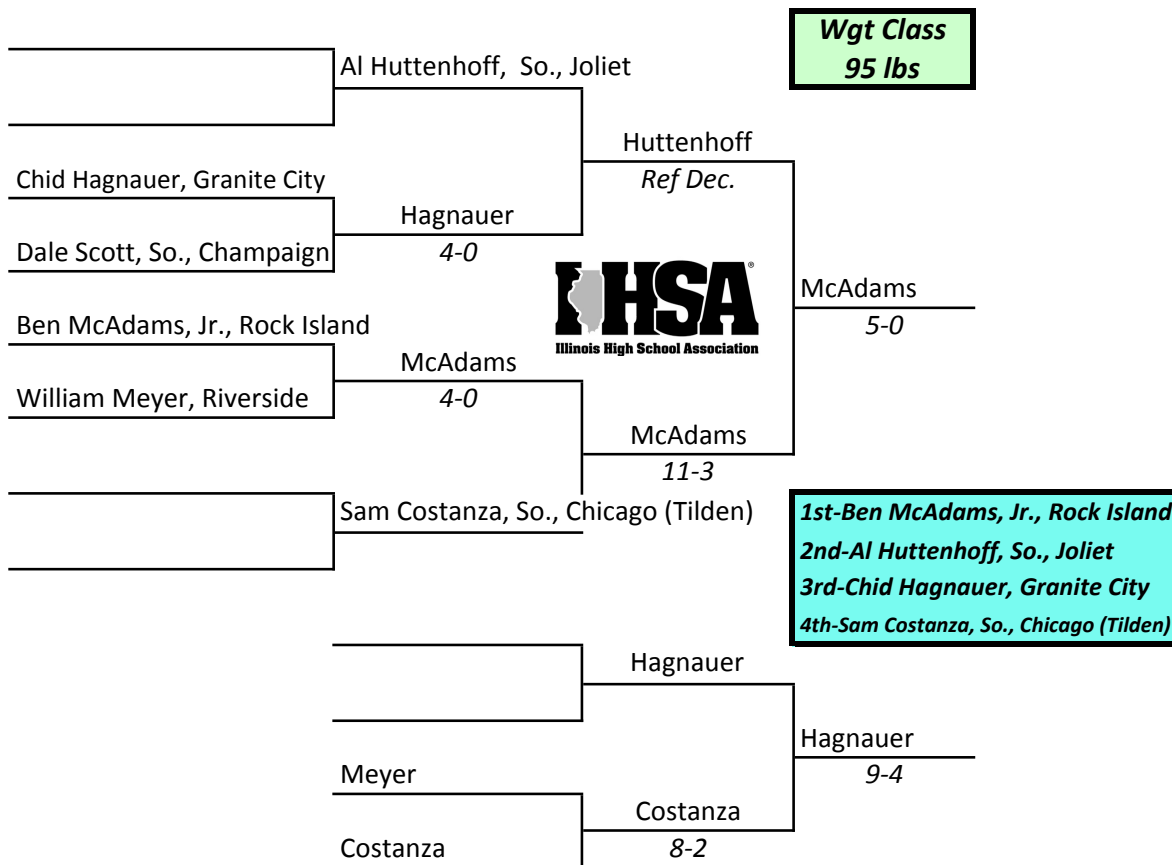 Wgt Class
95 lbs
Al Huttenhoff, So., Joliet
Huttenhoff
Ref Dec.
Chid Hagnauer, Granite City
Hagnauer
4-0
Dale Scott, So., Champaign
IHSA®
Illinois High School Association
McAdams
5-0
Ben McAdams, Jr., Rock Island
McAdams
4-0
William Meyer, Riverside
McAdams
11-3
Sam Costanza, So., Chicago (Tilden)
1st-Ben McAdams, Jr., Rock Island
2nd-Al Huttenhoff, So., Joliet
3rd-Chid Hagnauer, Granite City
4th-Sam Costanza, So., Chicago (Tilden)
Hagnauer
Hagnauer
9-4
Meyer
Costanza
8-2
Costanza